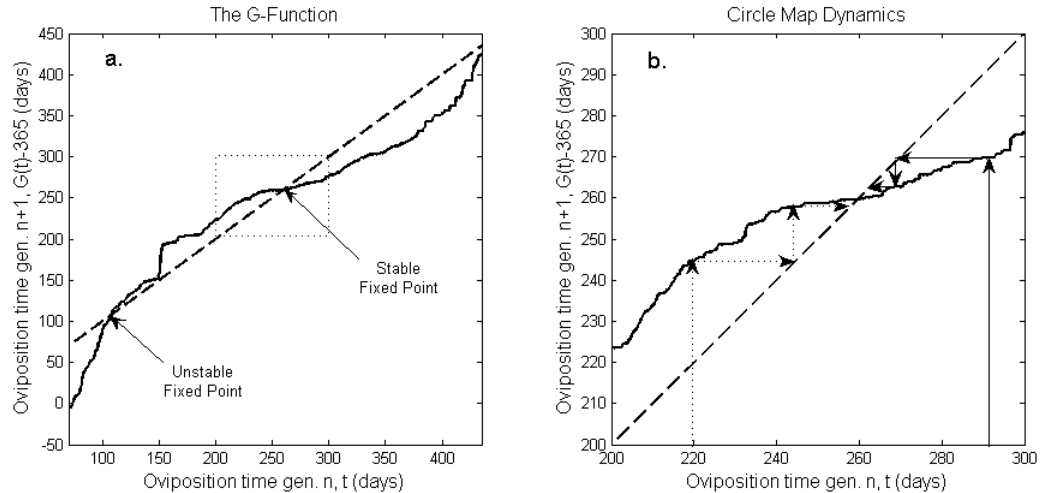 The G-Function
a.
Oviposition time gen. n+1, G(t)-365 (days)
450
400
350
300
250
200
150
100
50
0
-50
Stable
Fixed Point
Unstable
Fixed Point
100 150 200 250 300 350 400
Oviposition time gen. n, t (days)
Circle Map Dynamics
b.
Oviposition time gen. n+1, G(t)-365 (days)
300
290
280
270
260
250
240
230
220
210
200
200 220 240 260 280 300
Oviposition time gen. n, t (days)